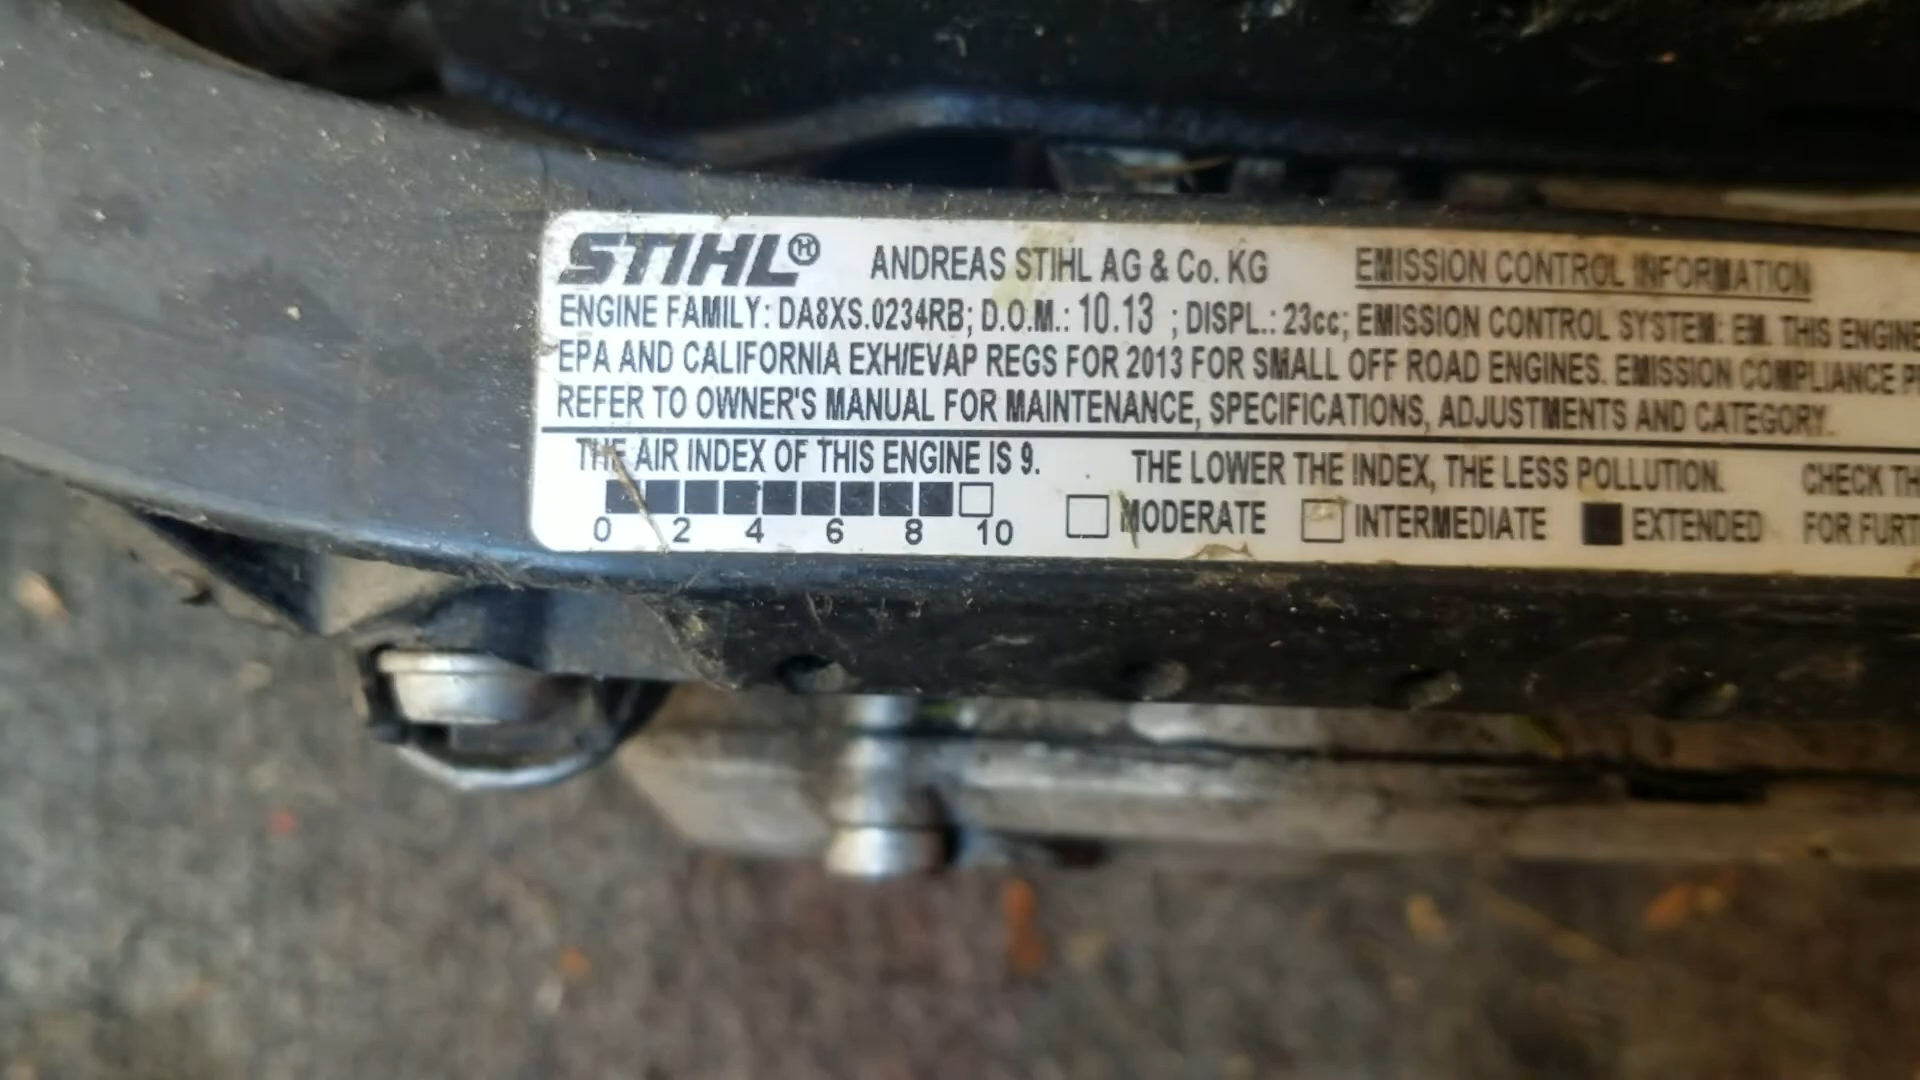 STIHL® ANDREAS STIHL AG & Co. KG EMISSION CONTROL INFORMATION
ENGINE FAMILY: DA8XS.0234RB; D.O.M.: 10.13 ; DISPL.: 23cc; EMISSION CONTROL SYSTEM: EM. THIS ENGINE
EPA AND CALIFORNIA EXH/EVAP REGS FOR 2013 FOR SMALL OFF ROAD ENGINES. EMISSION COMPLIANCE
REFER TO OWNER'S MANUAL FOR MAINTENANCE, SPECIFICATIONS, ADJUSTMENTS AND CATEGORY.
THE AIR INDEX OF THIS ENGINE IS 9. THE LOWER THE INDEX, THE LESS POLLUTION. CHECK TH
0 2 4 6 8 10 MODERATE INTERMEDIATE EXTENDED FOR FURT